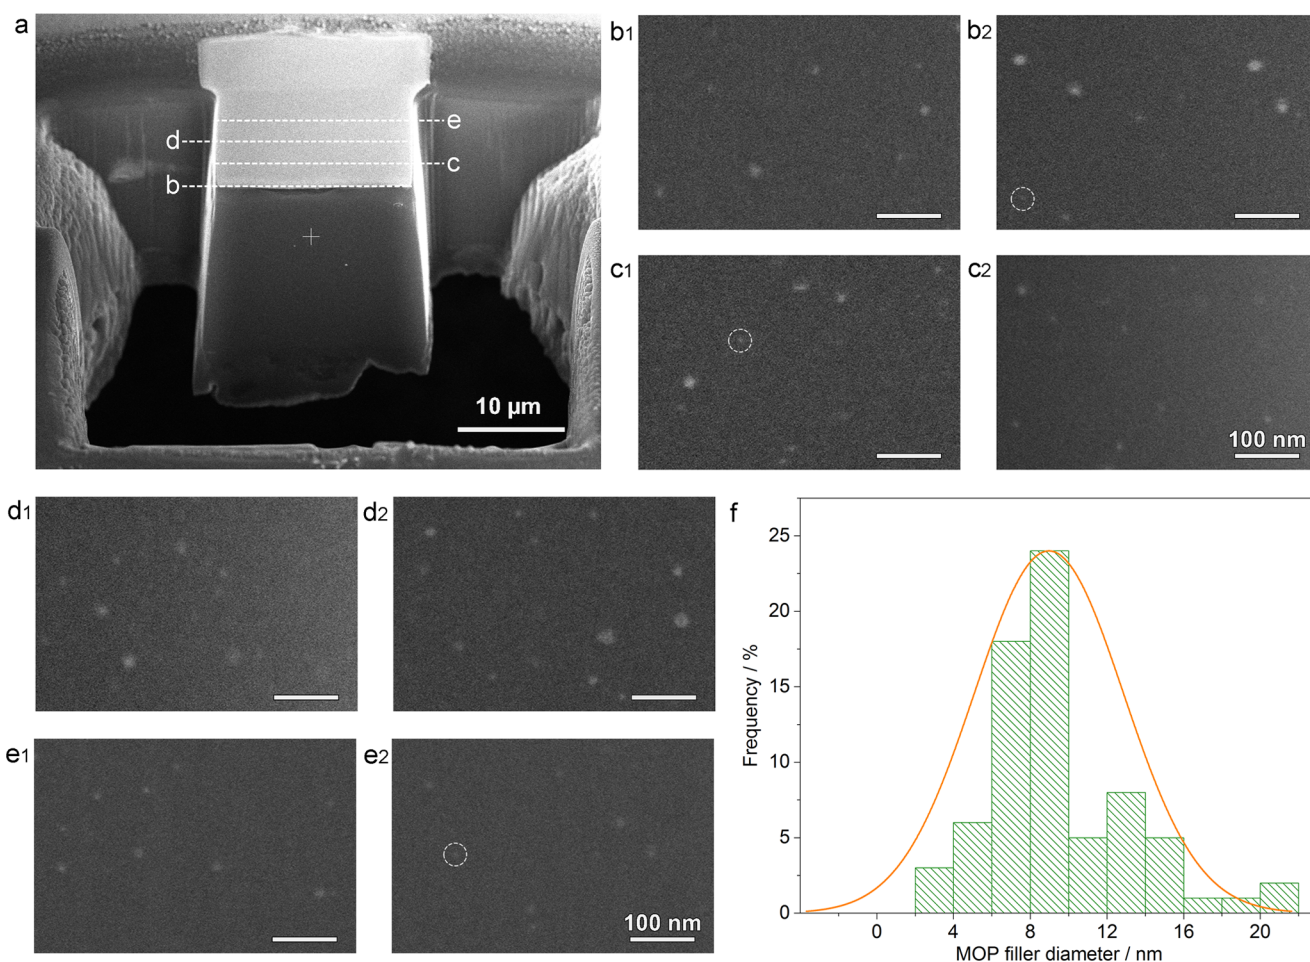 a
e
d
c
b
10 µm
b1
b2
c1
c2
100 nm
d1
d2
e1
e2
100 nm
f
Frequency / %
25
20
15
10
5
0
0
4
8
12
16
20
MOP filler diameter / nm